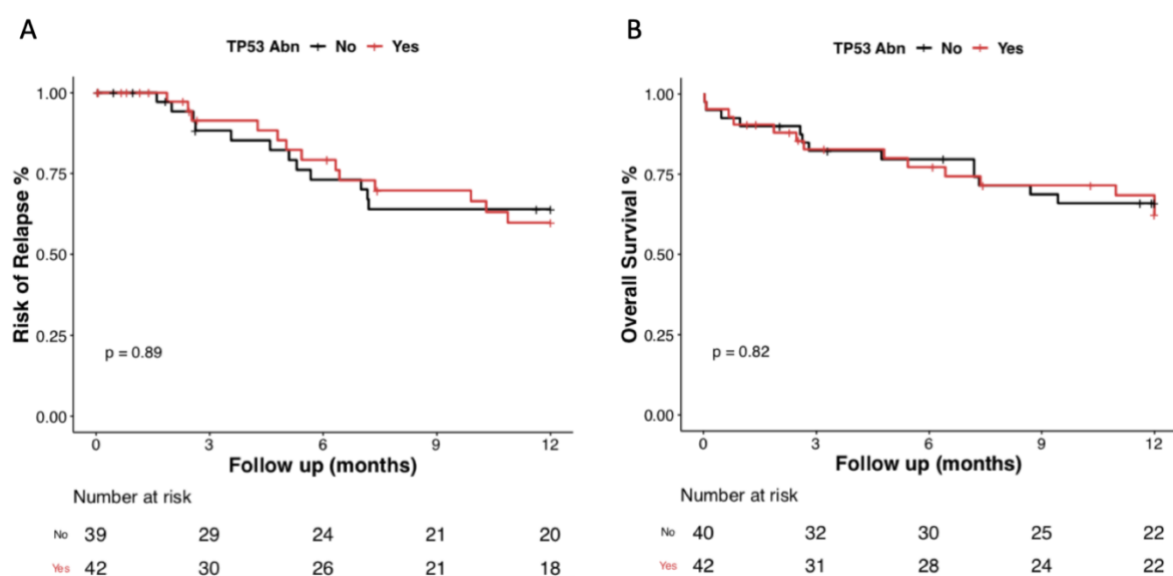 A
TP53 Abn No Yes
Risk of Relapse %
1.00
0.75
0.50
0.25
0.00
p = 0.89
0 3 6 9 12
Follow up (months)
Number at risk
No 39 29 24 21 20
Yes 42 30 26 21 18
B
TP53 Abn No Yes
Overall Survival %
1.00
0.75
0.50
0.25
0.00
p = 0.82
0 3 6 9 12
Follow up (months)
Number at risk
No 40 32 30 25 22
Yes 42 31 28 24 22